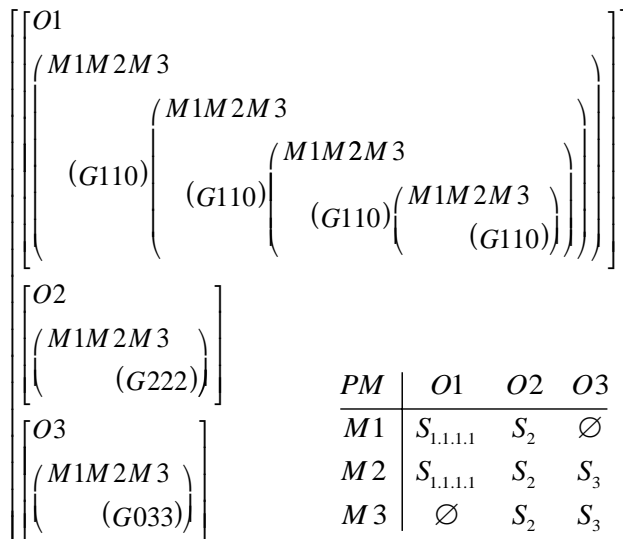 O1
M1M2M3
(G110) M1M2M3
(G110) M1M2M3
(G110) M1M2M3
(G110)
O2
M1M2M3
(G222)
O3
M1M2M3
(G033)
PM O1 O2 O3
M1 S1.1.1.1 S2 ∅
M2 S1.1.1.1 S2 S3
M3 ∅ S2 S3